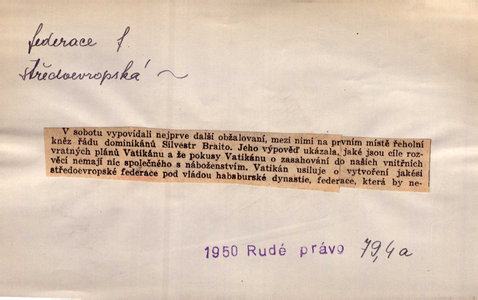 federace f.
středoevropská ~
V sobotu vypovídali nejprve další obžalovaní, mezi nimi na prvním místě řeholní
kněz řádu dominikánů Silvestr Braito. Jeho výpověď ukázala, jaké jsou cíle roz-
vratných plánů Vatikánu a že pokusy Vatikánu o zasahování do našich vnitřních
věcí nemají nic společného s náboženstvím. Vatikán usiluje o vytvoření jakési
středoevropské federace pod vládou habsburské dynastie, federace, která by ne-
1950 Rudé právo 79,4a